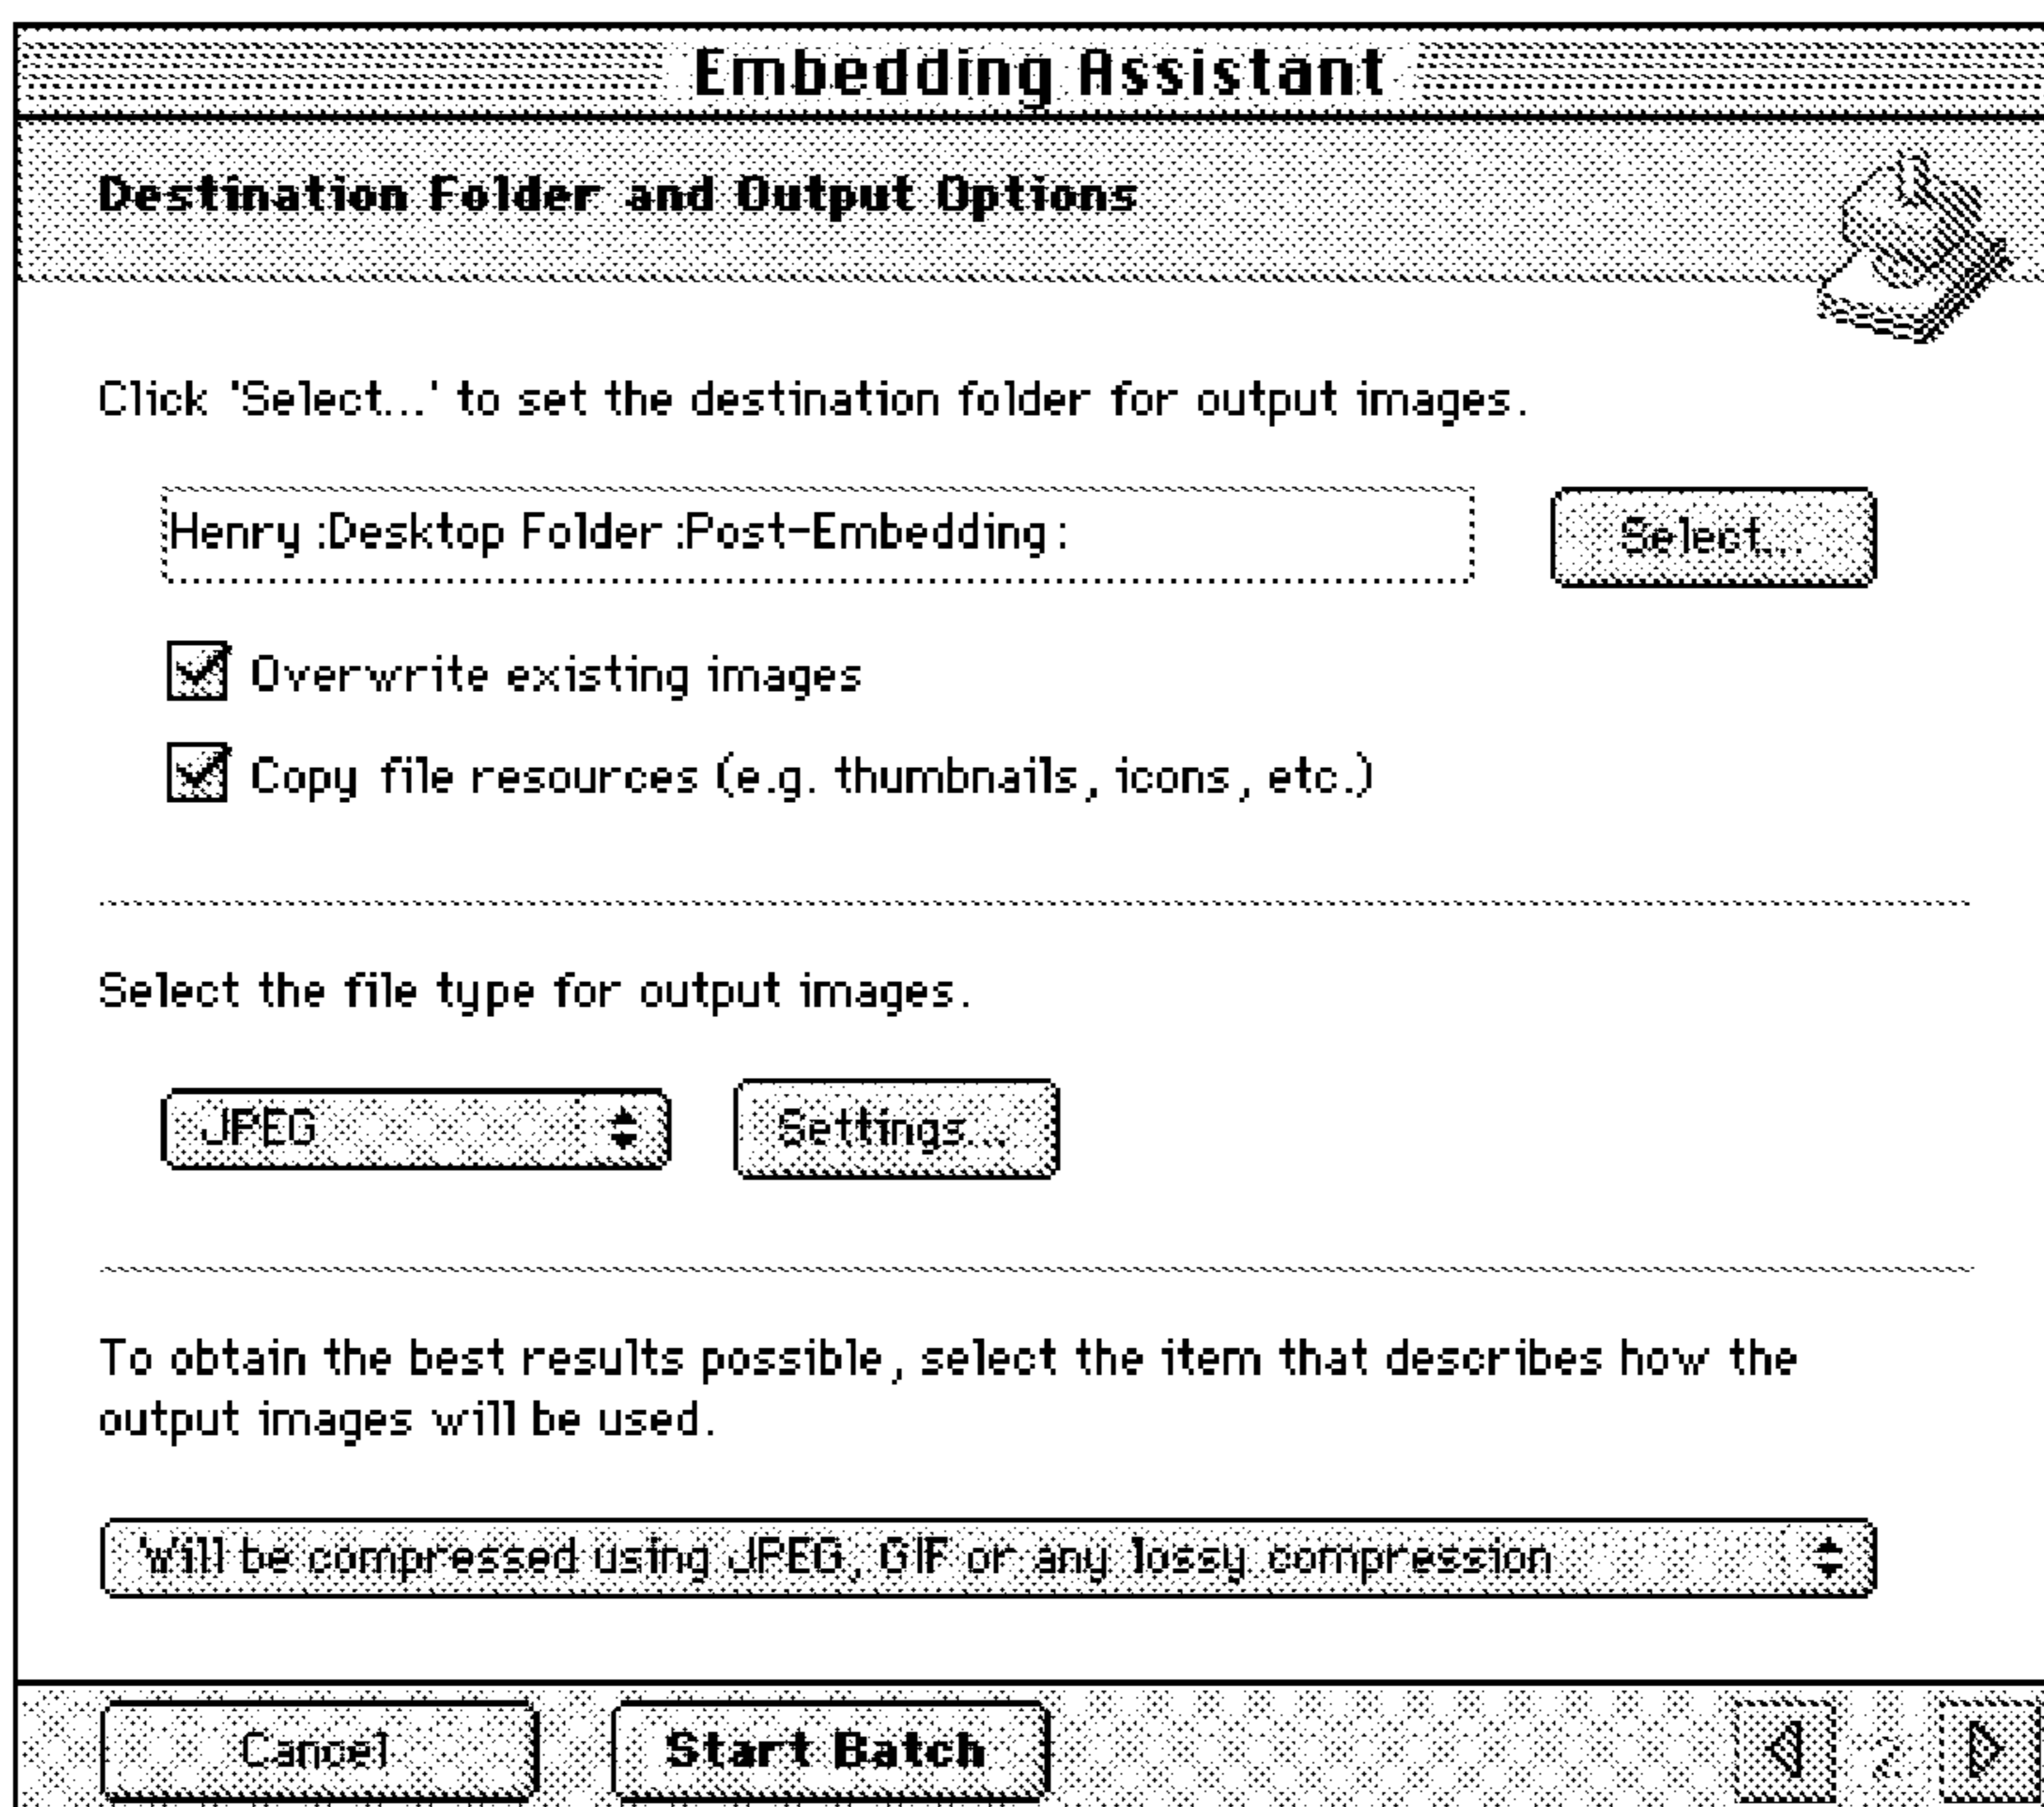 Embedding Assistant
Destination Folder and Output Options
Click 'Select...' to set the destination folder for output images.
Henry :Desktop Folder :Post-Embedding :
Select...
Overwrite existing images
Copy file resources (e.g. thumbnails, icons, etc.)
Select the file type for output images.
JPEG
Settings...
To obtain the best results possible, select the item that describes how the
output images will be used.
Will be compressed using JPEG, GIF or any lossy compression
Cancel
Start Batch
2